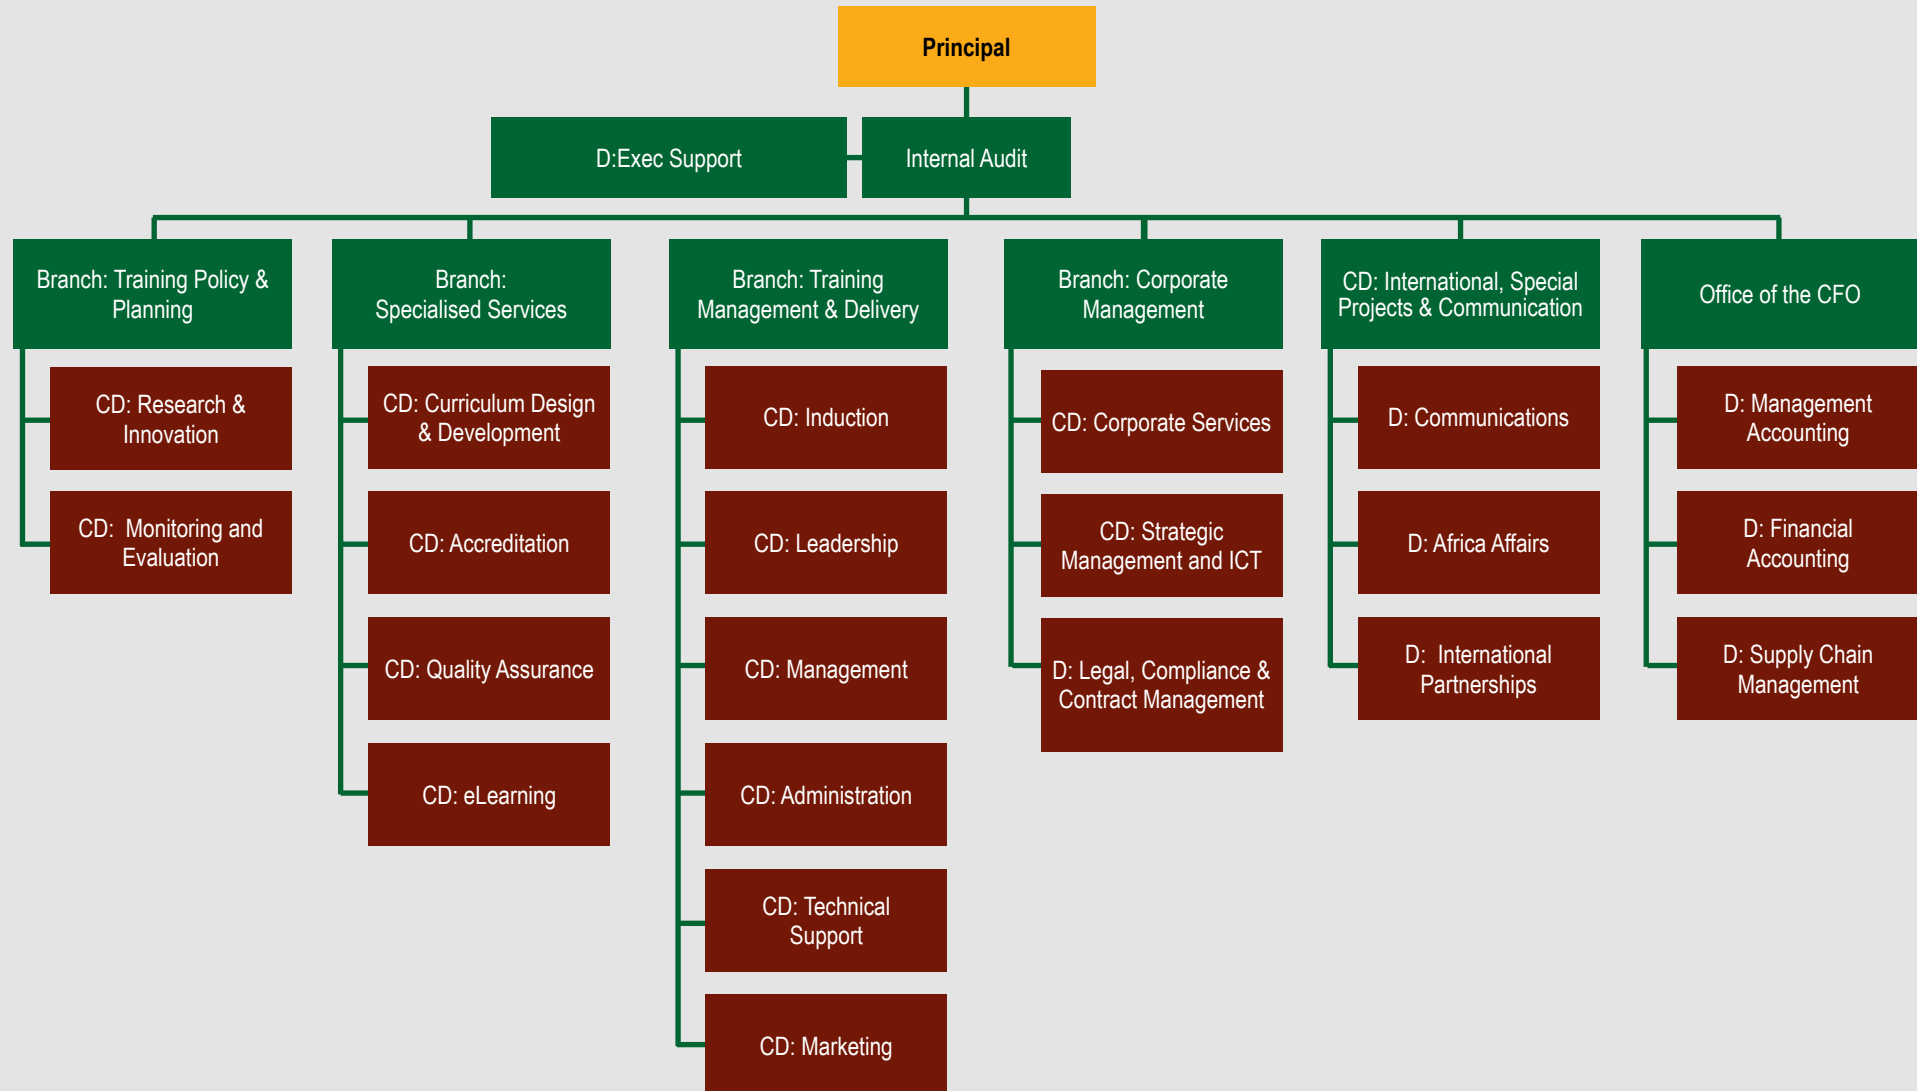 Principal
D:Exec Support
Internal Audit
Branch: Training Policy &
Planning
CD: Research &
Innovation
CD:  Monitoring and
Evaluation
Branch:
Specialised Services
CD: Curriculum Design
& Development
CD: Accreditation
CD: Quality Assurance
CD: eLearning
Branch: Training
Management & Delivery
CD: Induction
CD: Leadership
CD: Management
CD: Administration
CD: Technical
Support
CD: Marketing
Branch: Corporate
Management
CD: Corporate Services
CD: Strategic
Management and ICT
D: Legal, Compliance &
Contract Management
CD: International, Special
Projects & Communication
D: Communications
D: Africa Affairs
D:  International
Partnerships
Office of the CFO
D: Management
Accounting
D: Financial
Accounting
D: Supply Chain
Management